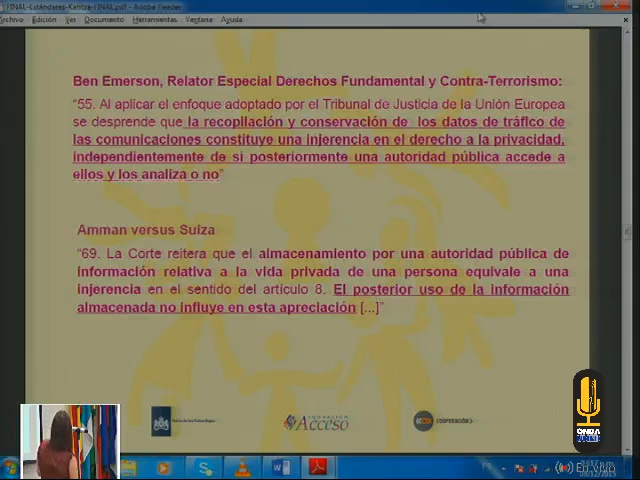 FINAL-Estándares-Katitza-FINAL.pdf - Adobe Reader
Archivo Edición Ver Documento Herramientas Ventana Ayuda
Ben Emerson, Relator Especial Derechos Fundamental y Contra-Terrorismo:
“55. Al aplicar el enfoque adoptado por el Tribunal de Justicia de la Unión Europea
se desprende que la recopilación y conservación de los datos de tráfico de
las comunicaciones constituye una injerencia en el derecho a la privacidad,
independientemente de si posteriormente una autoridad pública accede a
ellos y los analiza o no”
Amman versus Suiza
“69. La Corte reitera que el almacenamiento por una autoridad pública de
información relativa a la vida privada de una persona equivale a una
injerencia en el sentido del artículo 8. El posterior uso de la información
almacenada no influye en esta apreciación [...]”
FUNDACIÓN
Acceso
COOPERACIÓN
ONDA
En vivo